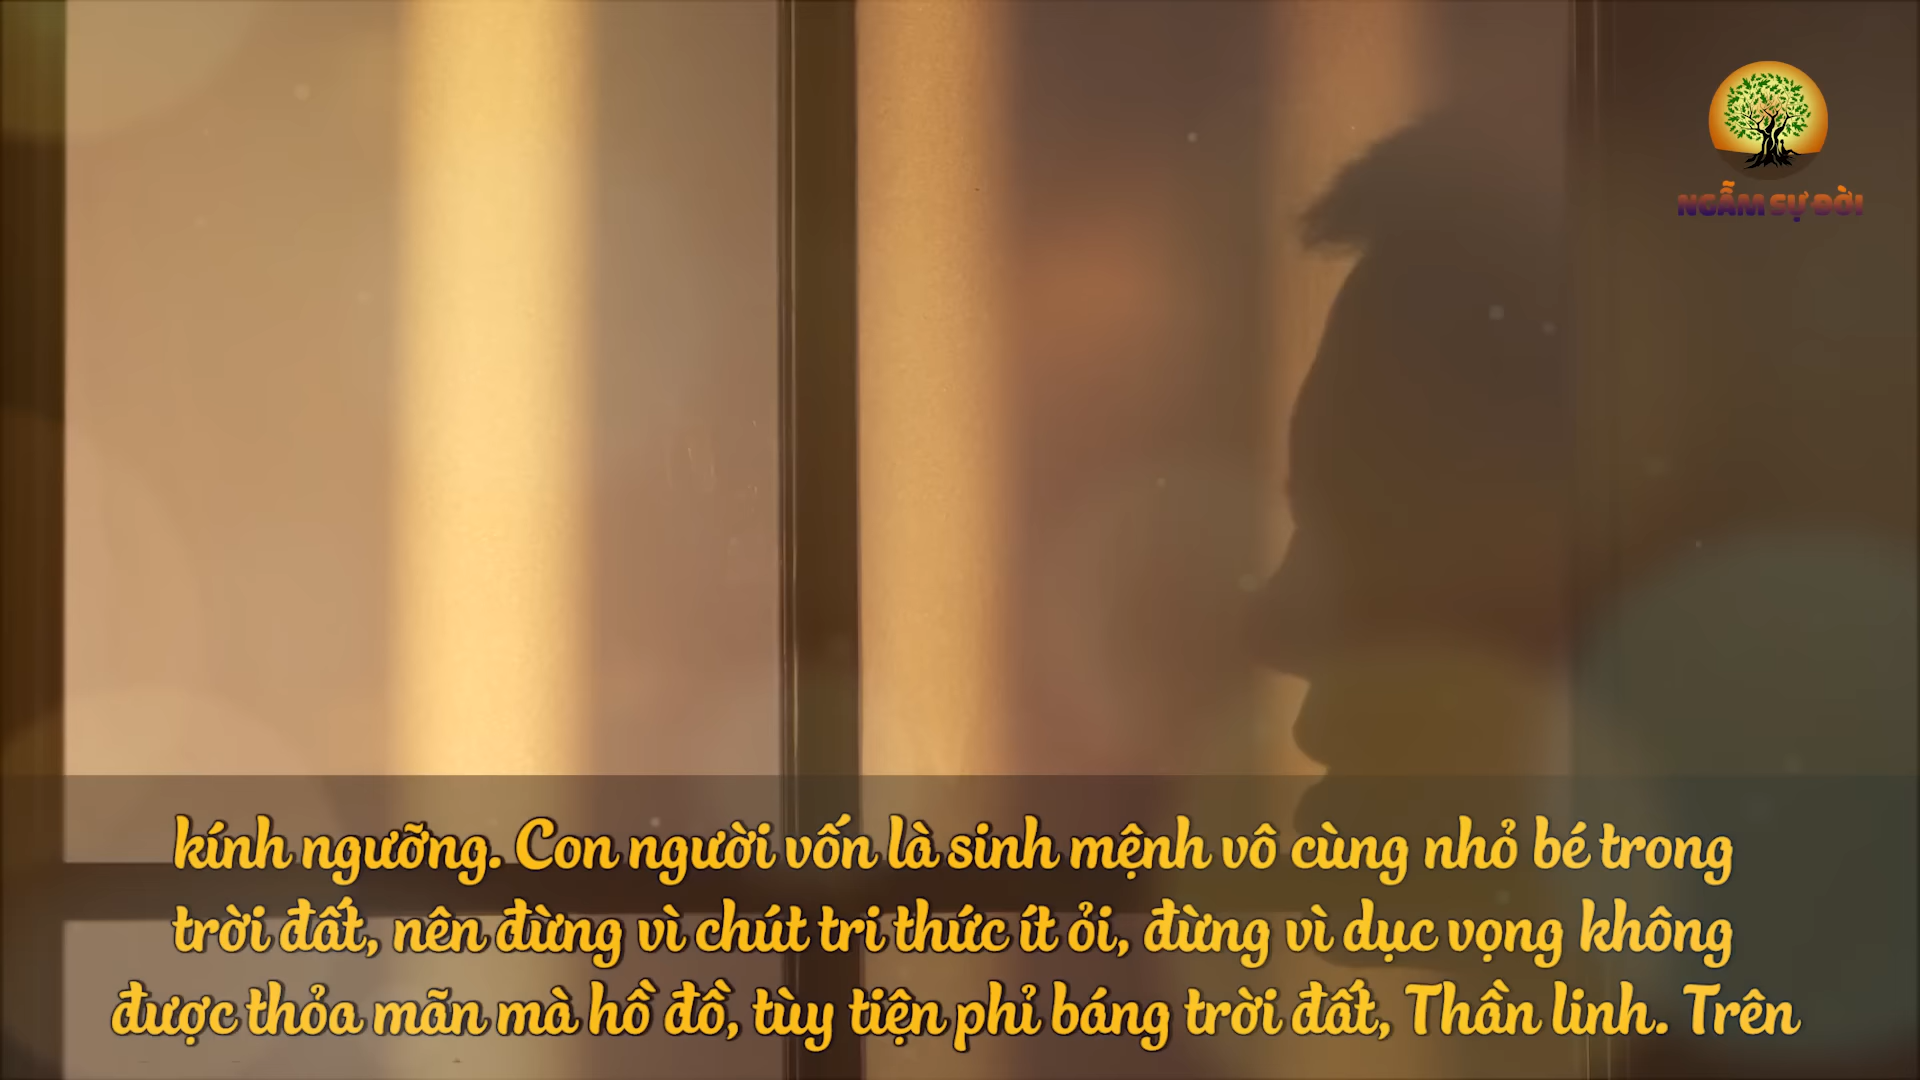 NGẪM SỰ ĐỜI
kính ngưỡng. Con người vốn là sinh mệnh vô cùng nhỏ bé trong
trời đất, nên đừng vì chút tri thức ít ỏi, đừng vì dục vọng không
được thỏa mãn mà hồ đồ, tùy tiện phỉ báng trời đất, Thần linh. Trên